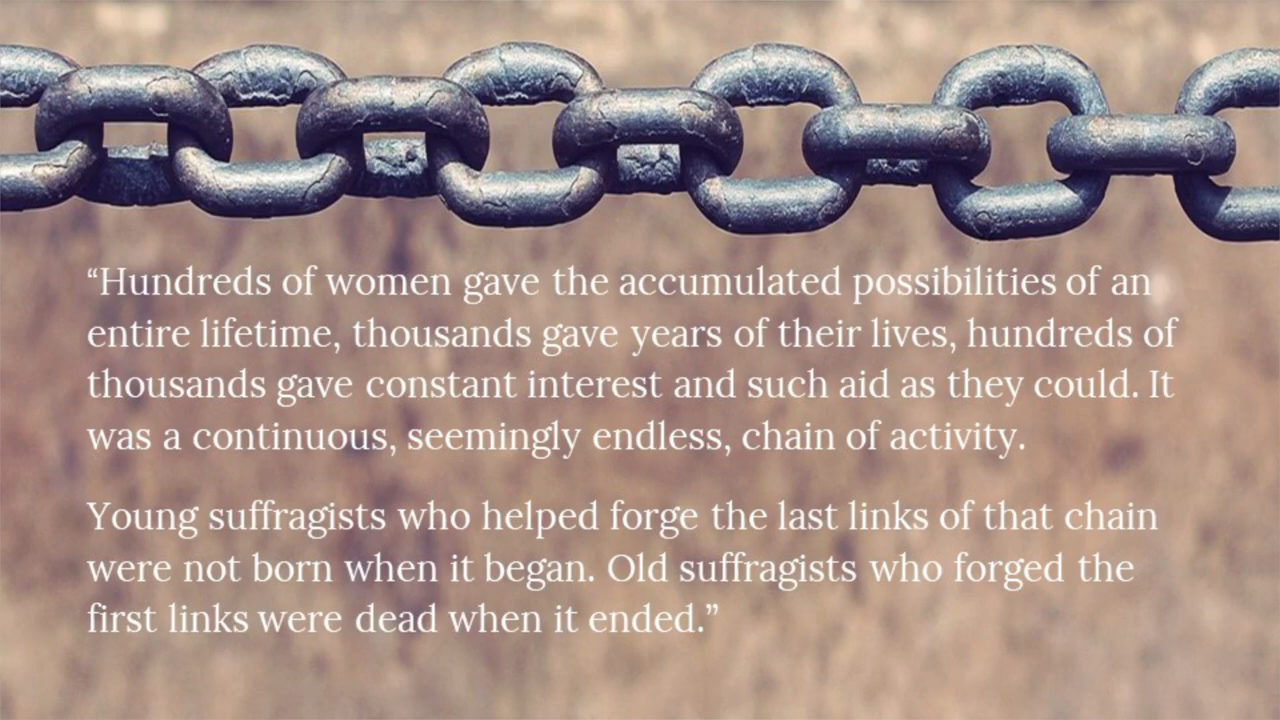 “Hundreds of women gave the accumulated possibilities of an
entire lifetime, thousands gave years of their lives, hundreds of
thousands gave constant interest and such aid as they could. It
was a continuous, seemingly endless, chain of activity.
Young suffragists who helped forge the last links of that chain
were not born when it began. Old suffragists who forged the
first links were dead when it ended.”